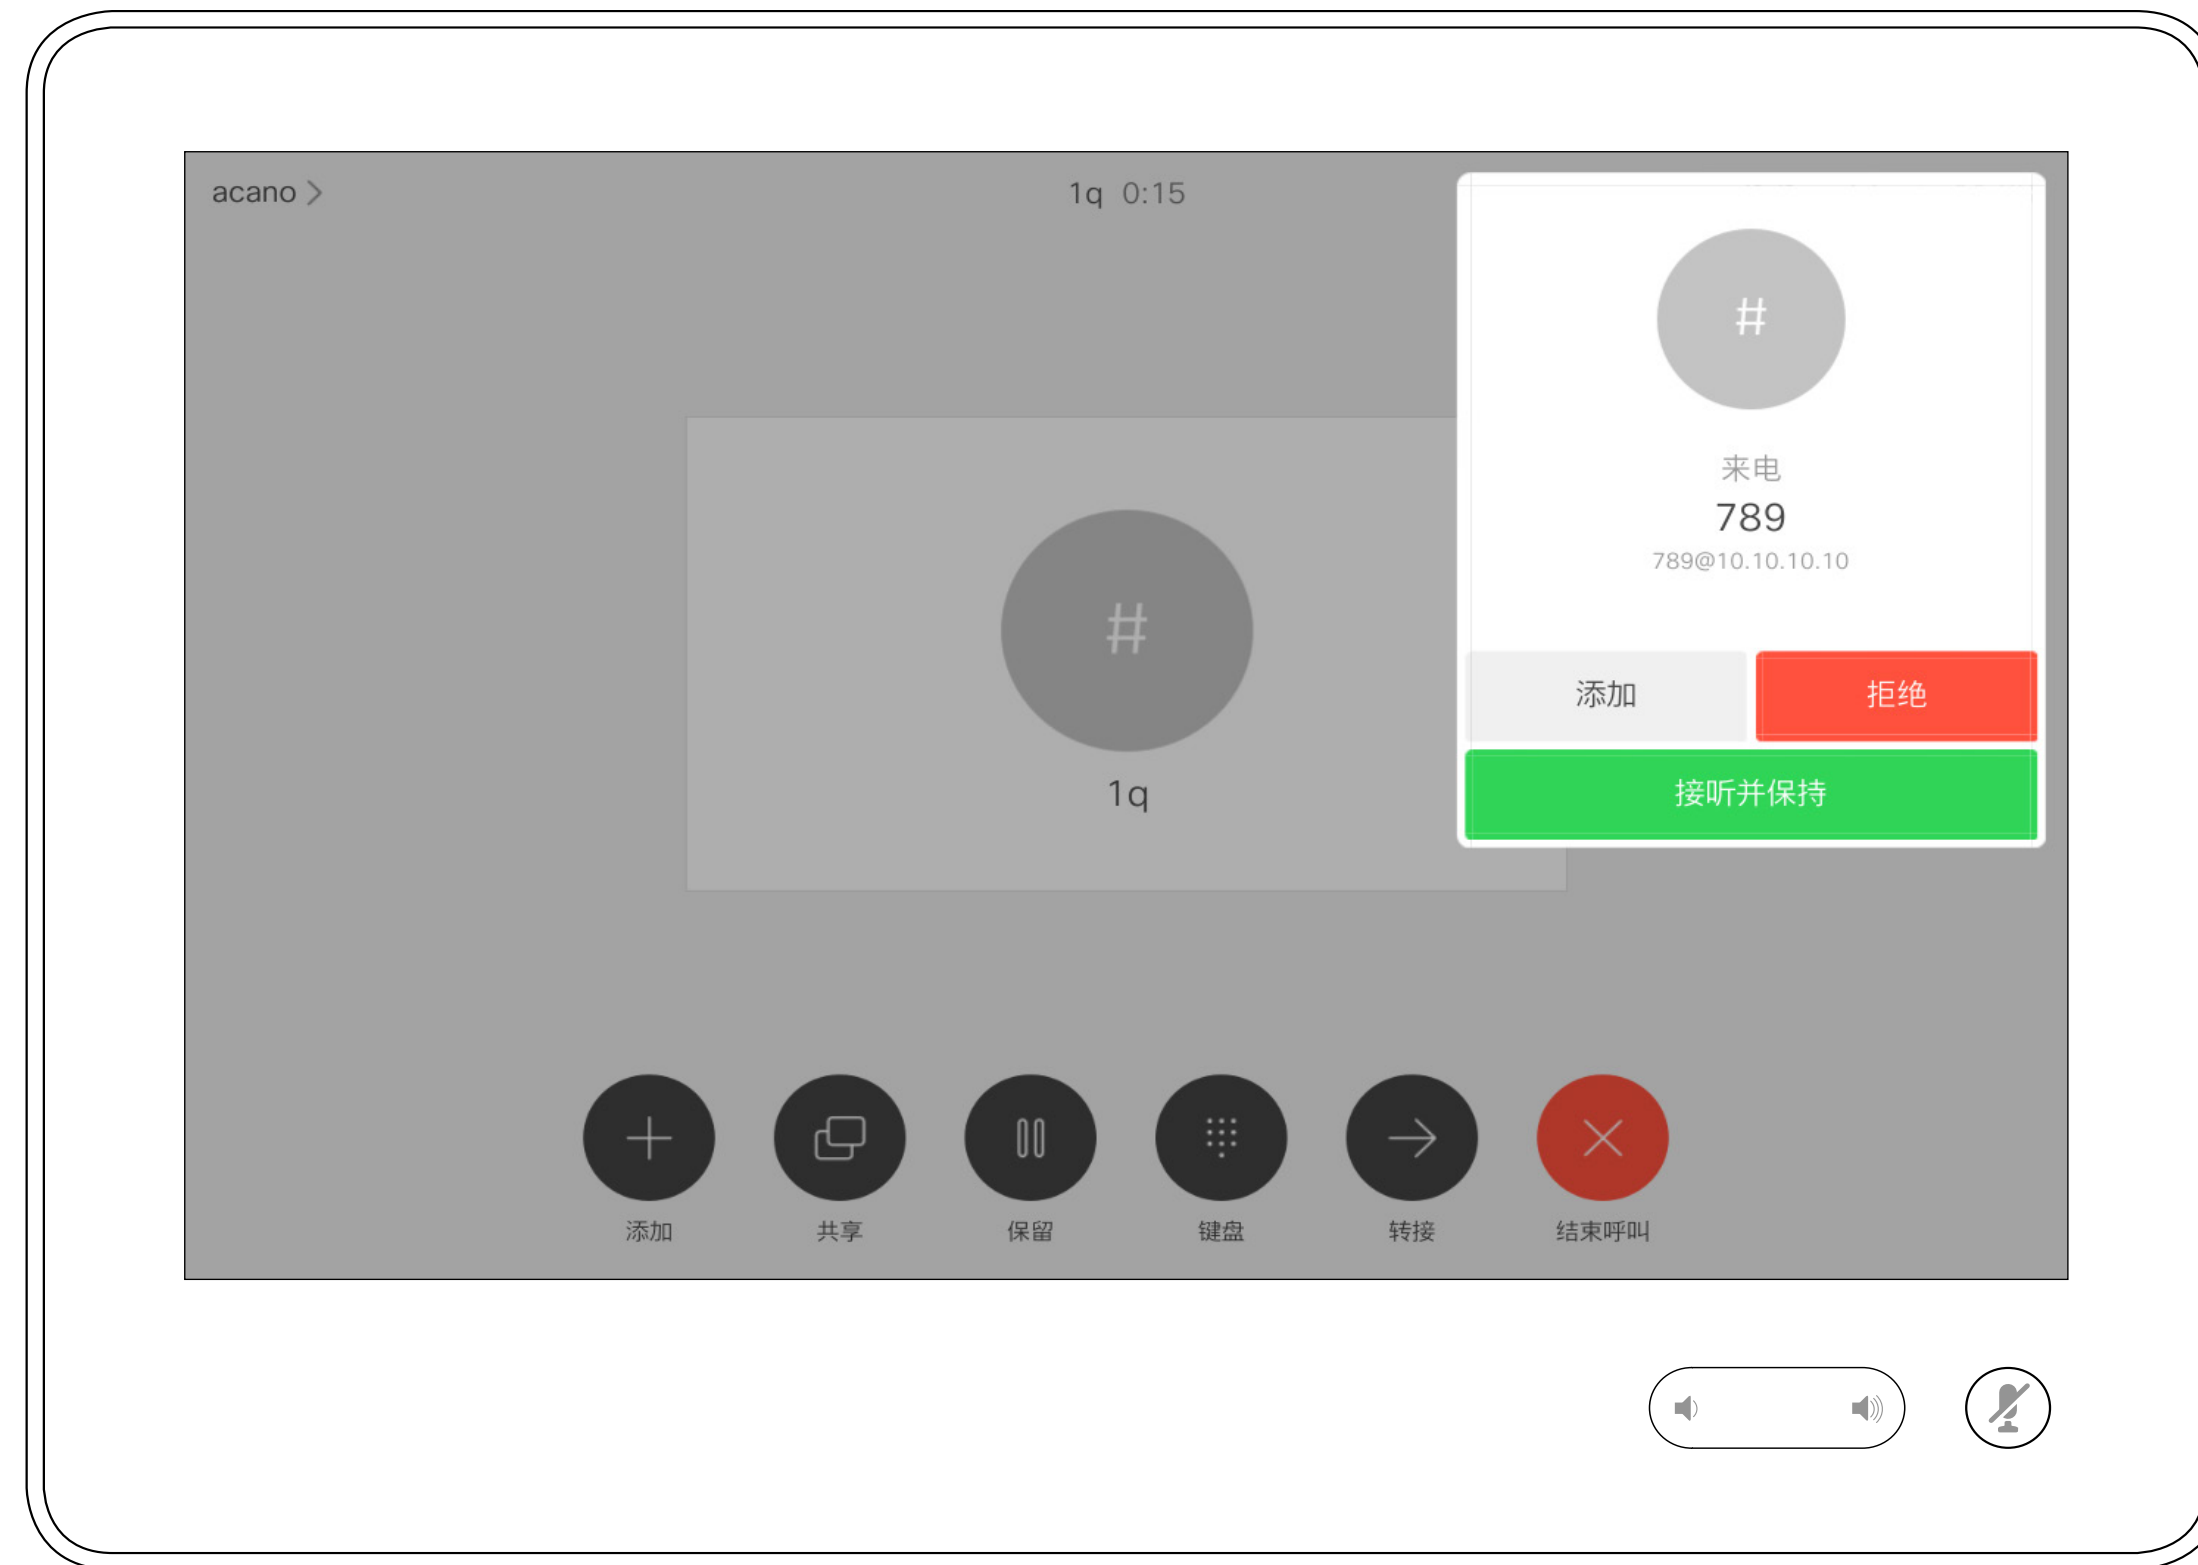 acano
1q 0:15
#
来电
789
789@10.10.10.10
添加
拒绝
接听并保持
#
1q
添加
共享
保留
键盘
转接
结束呼叫